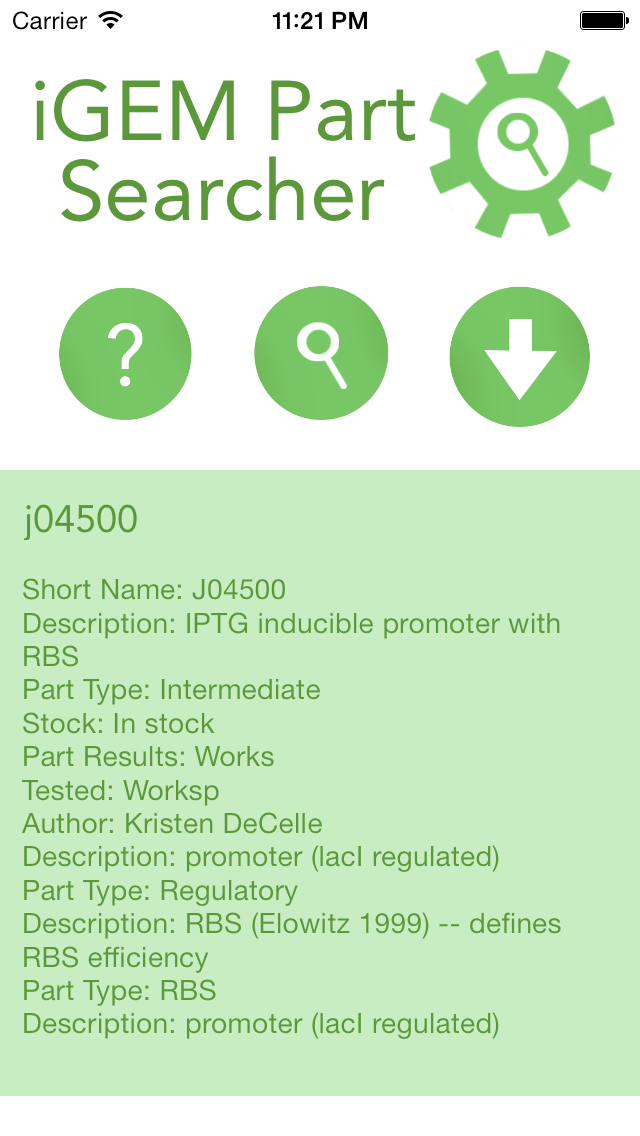 Carrier 11:21 PM
iGEM Part
Searcher
?
j04500
Short Name: J04500
Description: IPTG inducible promoter with
RBS
Part Type: Intermediate
Stock: In stock
Part Results: Works
Tested: Worksp
Author: Kristen DeCelle
Description: promoter (lacI regulated)
Part Type: Regulatory
Description: RBS (Elowitz 1999) -- defines
RBS efficiency
Part Type: RBS
Description: promoter (lacI regulated)